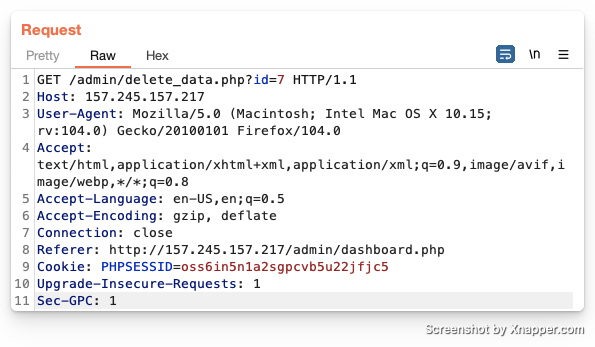 Request
Pretty Raw Hex \n
1 GET /admin/delete_data.php?id=7 HTTP/1.1
2 Host: 157.245.157.217
3 User-Agent: Mozilla/5.0 (Macintosh; Intel Mac OS X 10.15;
rv:104.0) Gecko/20100101 Firefox/104.0
4 Accept:
text/html,application/xhtml+xml,application/xml;q=0.9,image/avif,i
mage/webp,*/*;q=0.8
5 Accept-Language: en-US,en;q=0.5
6 Accept-Encoding: gzip, deflate
7 Connection: close
8 Referer: http://157.245.157.217/admin/dashboard.php
9 Cookie: PHPSESSID=oss6in5n1a2sgpcvb5u22jfjc5
10 Upgrade-Insecure-Requests: 1
11 Sec-GPC: 1
Screenshot by Xnapper.com